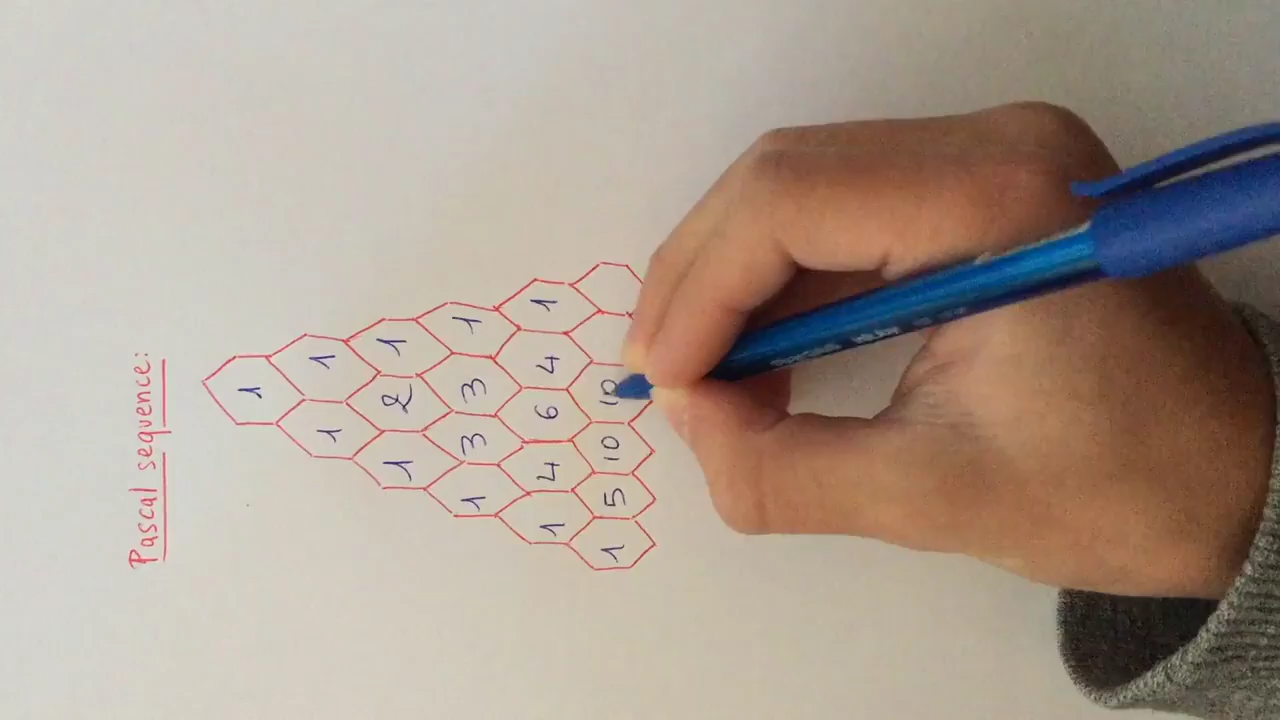 Pascal sequence:
1
1 1
1 2 1
1 3 3 1
1 4 6 4 1
1 5 10 10